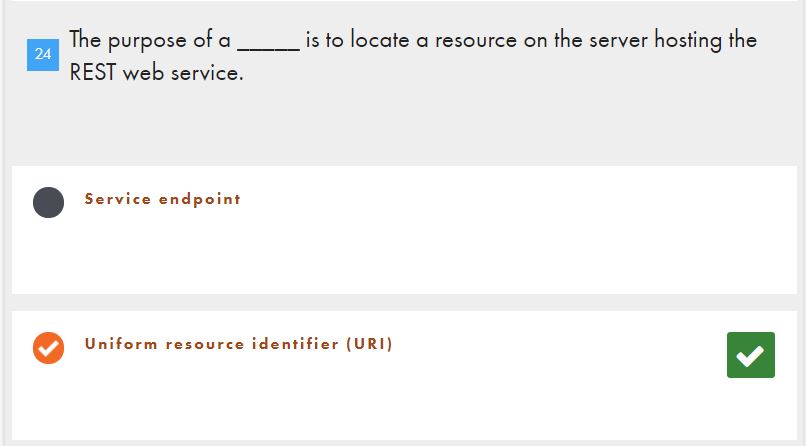 The purpose of a _____ is to locate a resource on the server hosting the
24
REST web service.
Service endpoint
Uniform resource identifier (URI)